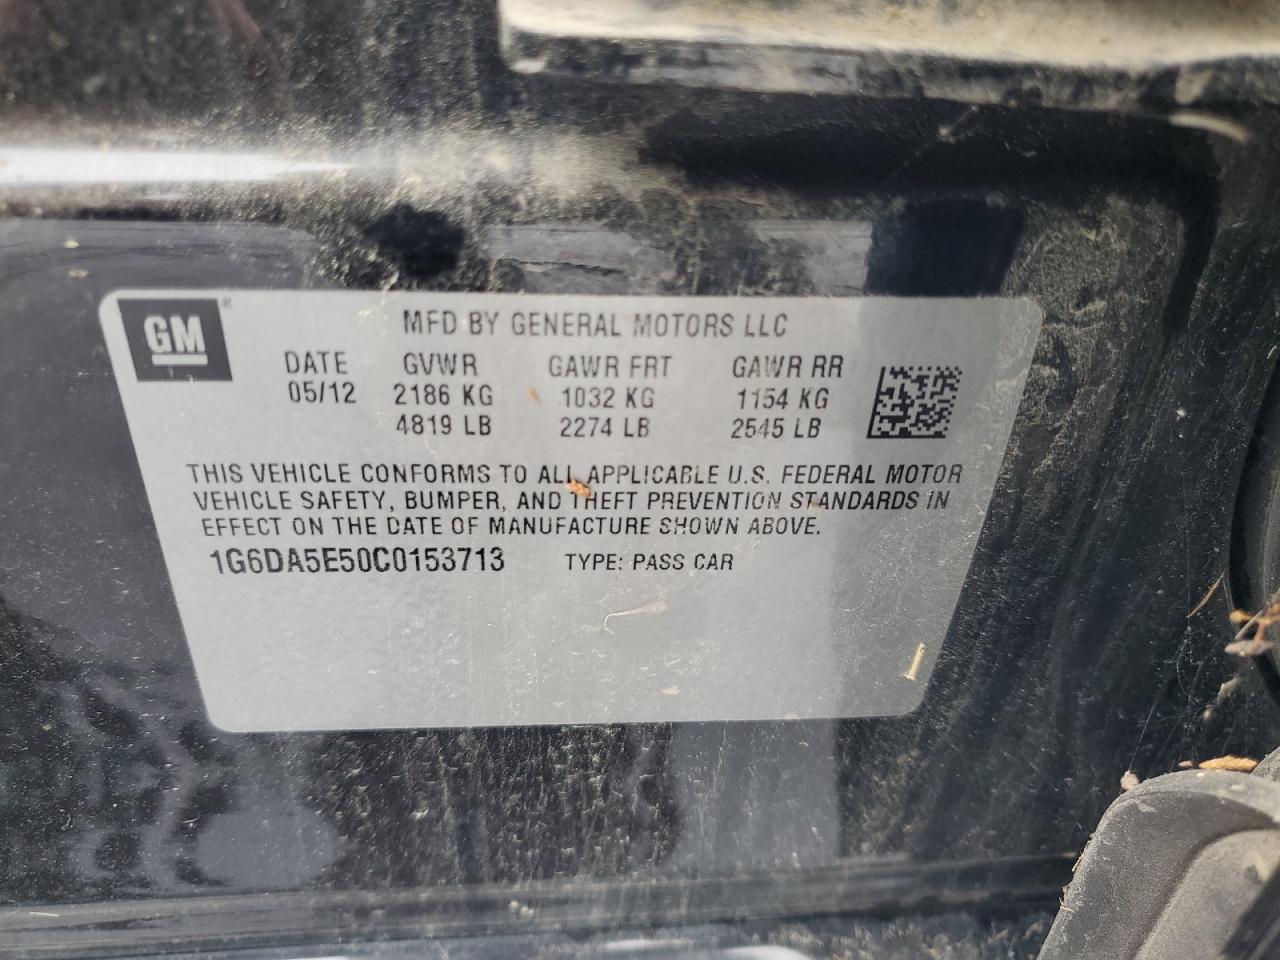 GM ®
MFD BY GENERAL MOTORS LLC
DATE GVWR GAWR FRT GAWR RR
05/12 2186 KG 1032 KG 1154 KG
4819 LB 2274 LB 2545 LB
THIS VEHICLE CONFORMS TO ALL APPLICABLE U.S. FEDERAL MOTOR
VEHICLE SAFETY, BUMPER, AND THEFT PREVENTION STANDARDS IN
EFFECT ON THE DATE OF MANUFACTURE SHOWN ABOVE.
1G6DA5E50C0153713 TYPE: PASS CAR